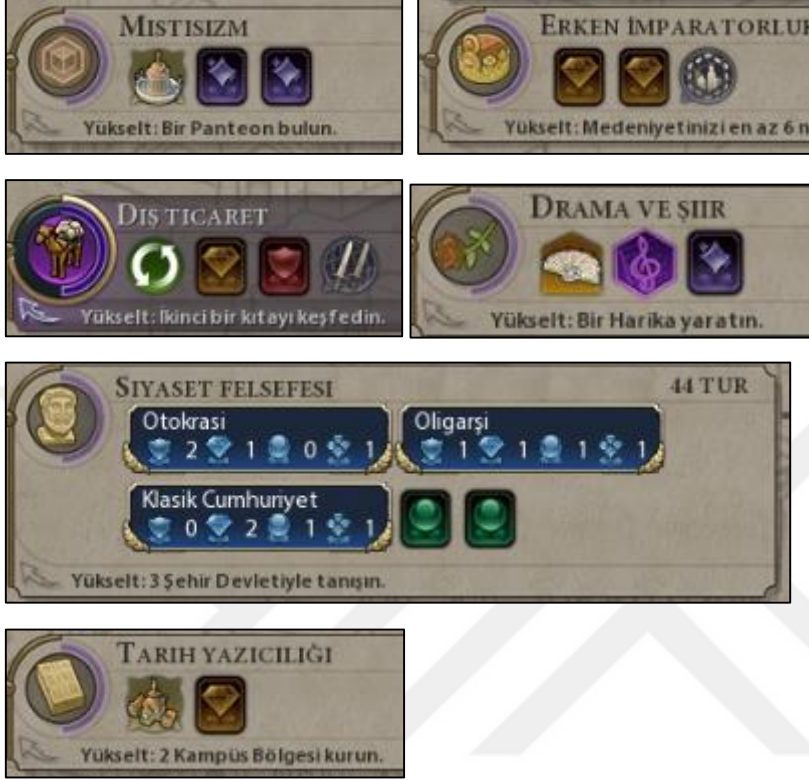 MISTISIZM
Yükselt: Bir Panteon bulun.
ERKEN İMPARATORLUK
Yükselt: Medeniyetinizi en az 6 n
DIŞ TICARET
Yükselt: İkinci bir kıtayı keşfedin.
DRAMA VE ŞIIR
Yükselt: Bir Harika yaratın.
SIYASET FELSEFESI 44 TUR
Otokrasi
2 1 0 1
Oligarşi
1 1 1 1
Klasik Cumhuriyet
0 2 1 1
Yükselt: 3 Şehir Devletiyle tanışın.
TARIH YAZICILIĞI
Yükselt: 2 Kampüs Bölgesi kurun.